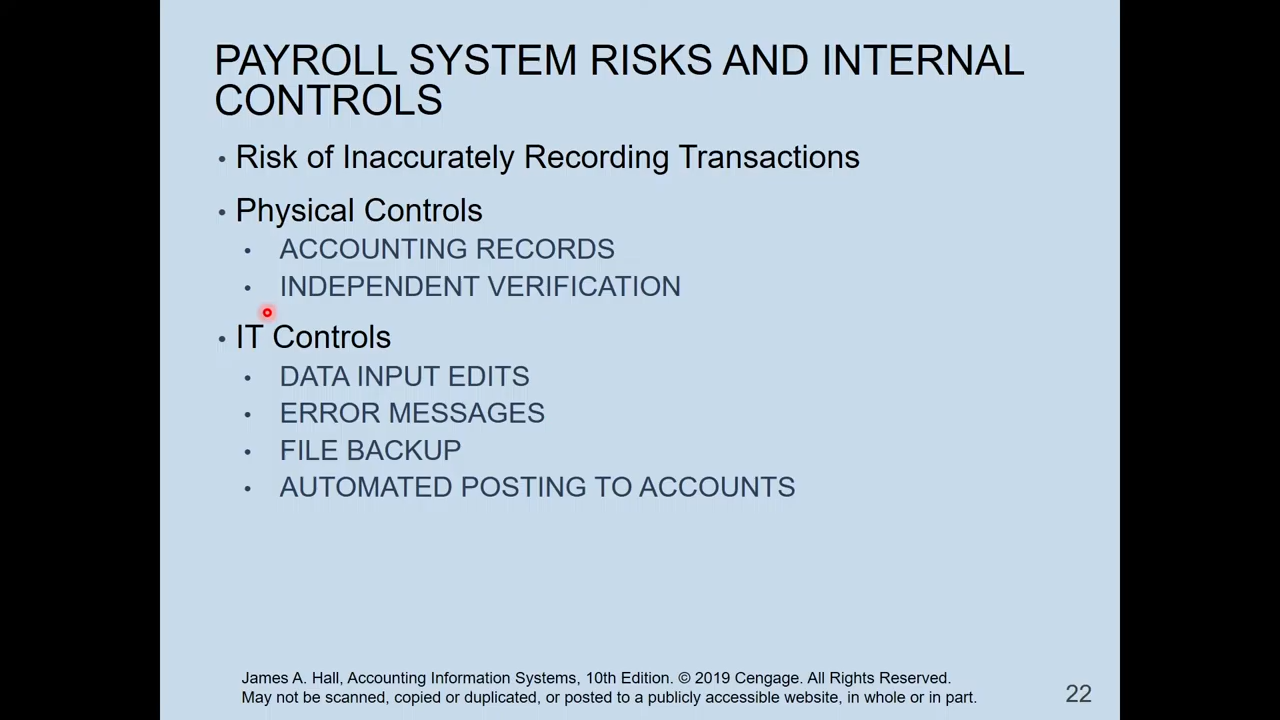 PAYROLL SYSTEM RISKS AND INTERNAL
CONTROLS
• Risk of Inaccurately Recording Transactions
• Physical Controls
• ACCOUNTING RECORDS
• INDEPENDENT VERIFICATION
• IT Controls
• DATA INPUT EDITS
• ERROR MESSAGES
• FILE BACKUP
• AUTOMATED POSTING TO ACCOUNTS
James A. Hall, Accounting Information Systems, 10th Edition. © 2019 Cengage. All Rights Reserved.
May not be scanned, copied or duplicated, or posted to a publicly accessible website, in whole or in part.
22